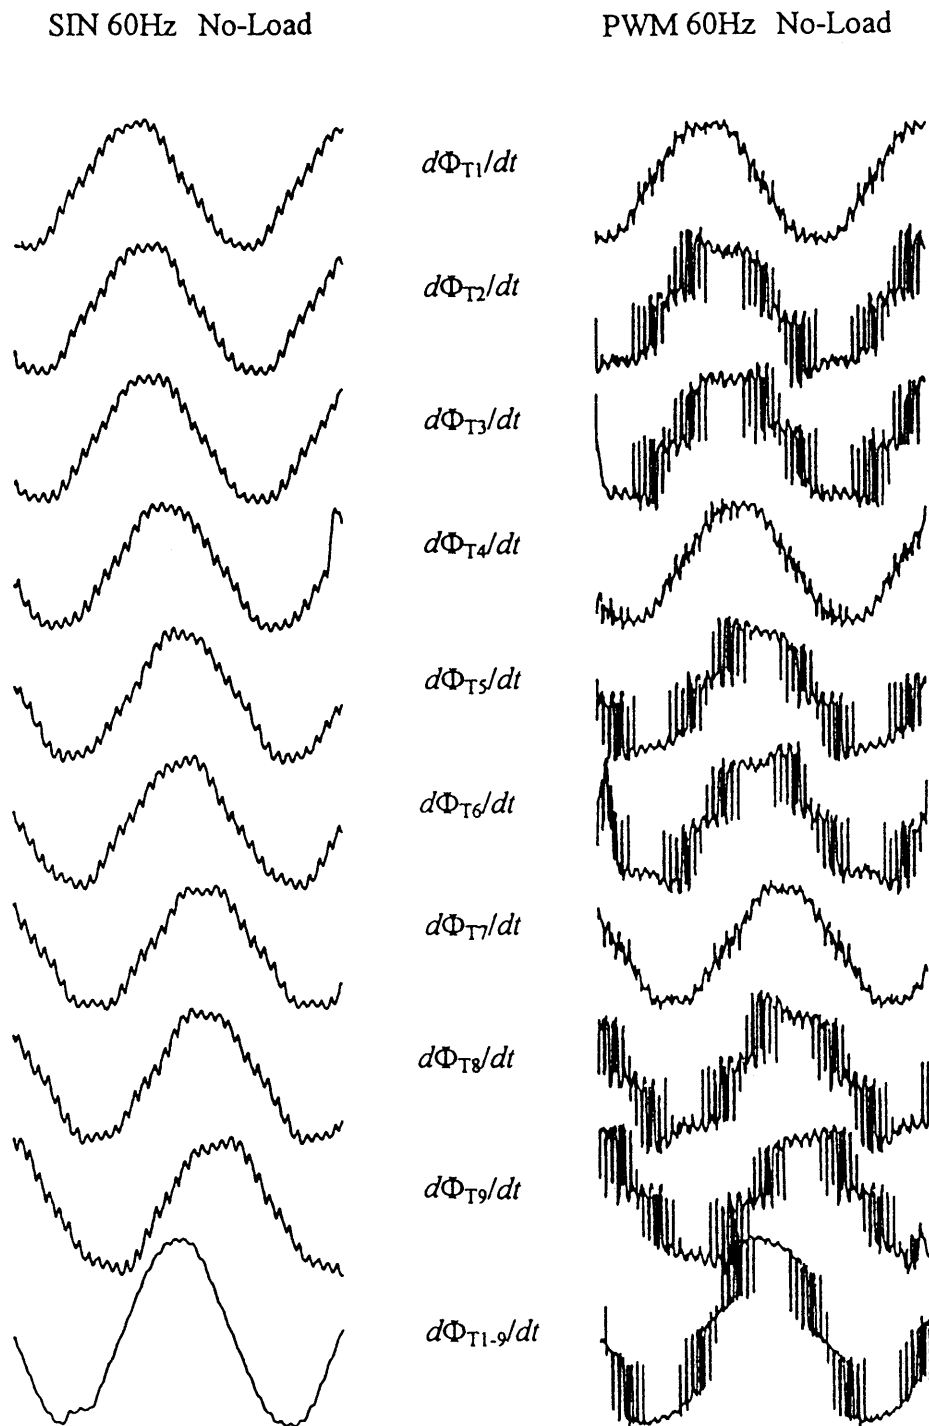 SIN 60Hz No-Load
PWM 60Hz No-Load
dΦT1/dt
dΦT2/dt
dΦT3/dt
dΦT4/dt
dΦT5/dt
dΦT6/dt
dΦT7/dt
dΦT8/dt
dΦT9/dt
dΦT1-9/dt